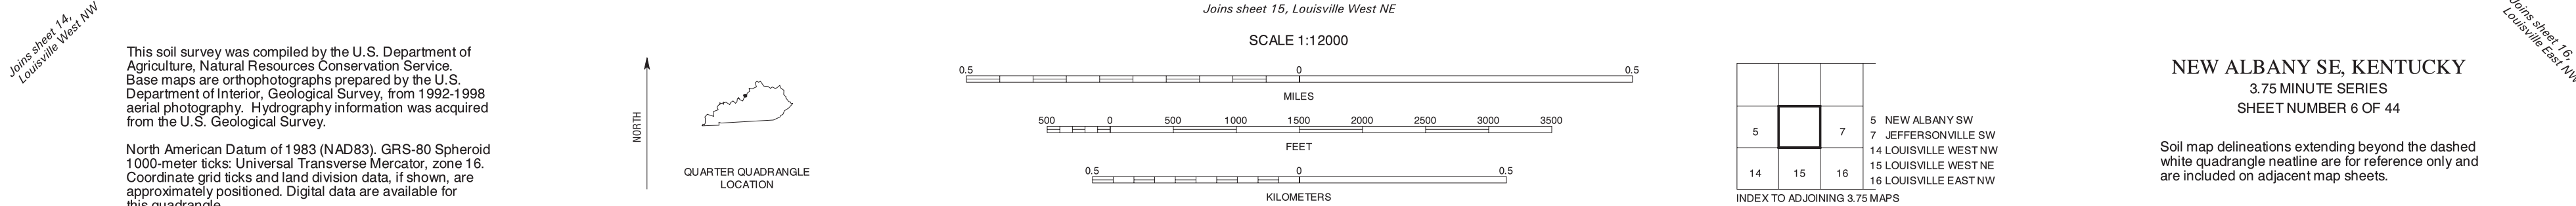 Joins sheet 14,
Louisville West NW
This soil survey was compiled by the U.S. Department of
Agriculture, Natural Resources Conservation Service.
Base maps are orthophotographs prepared by the U.S.
Department of Interior, Geological Survey, from 1992-1998
aerial photography. Hydrography information was acquired
from the U.S. Geological Survey.
North American Datum of 1983 (NAD83). GRS-80 Spheroid
1000-meter ticks: Universal Transverse Mercator, zone 16.
Coordinate grid ticks and land division data, if shown, are
approximately positioned. Digital data are available for
this quadrangle.
NORTH
QUARTER QUADRANGLE
LOCATION
Joins sheet 15, Louisville West NE
SCALE 1:12000
0.5 0 0.5
MILES
500 0 500 1000 1500 2000 2500 3000 3500
FEET
0.5 0 0.5
KILOMETERS
5 7
14 15 16
5 NEW ALBANY SW
7 JEFFERSONVILLE SW
14 LOUISVILLE WEST NW
15 LOUISVILLE WEST NE
16 LOUISVILLE EAST NW
INDEX TO ADJOINING 3.75 MAPS
NEW ALBANY SE, KENTUCKY
3.75 MINUTE SERIES
SHEET NUMBER 6 OF 44
Soil map delineations extending beyond the dashed
white quadrangle neatline are for reference only and
are included on adjacent map sheets.
Joins sheet 16,
Louisville East NW